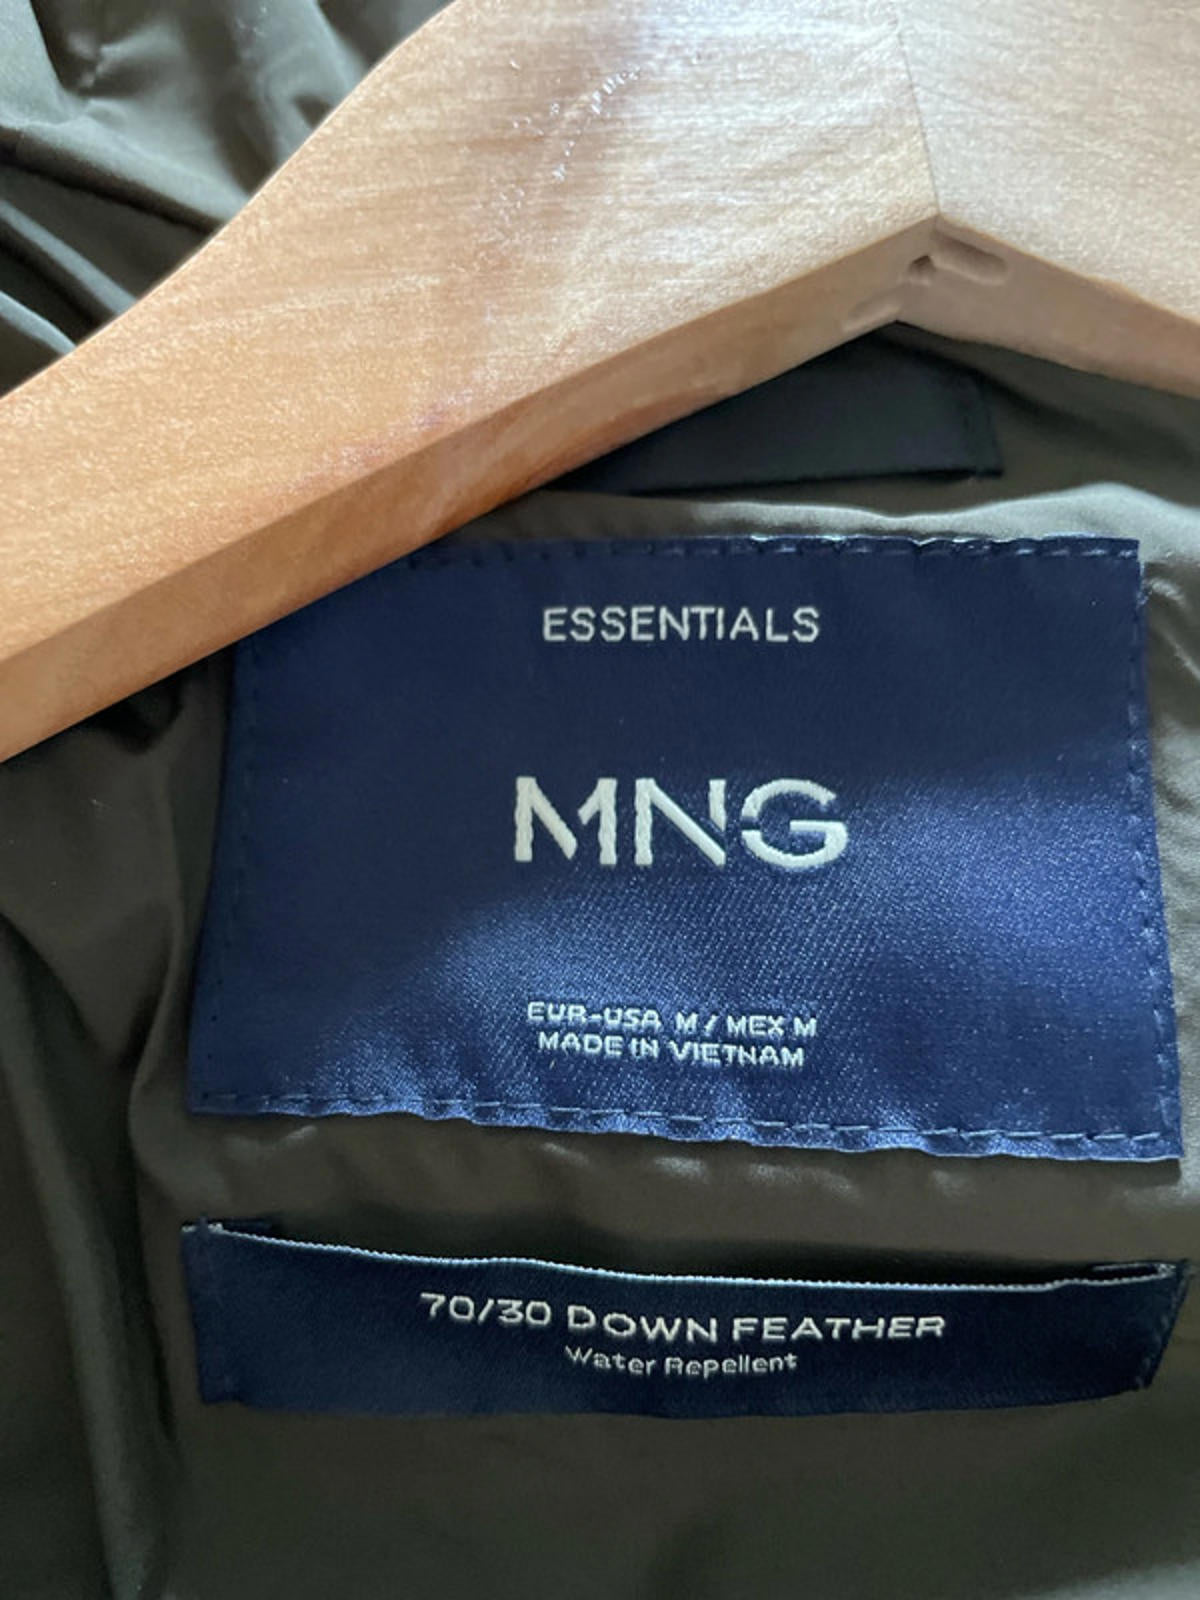 ESSENTIALS
MNG
EUR-USA M / MEX M
MADE IN VIETNAM
70/30 DOWN FEATHER
Water Repellent